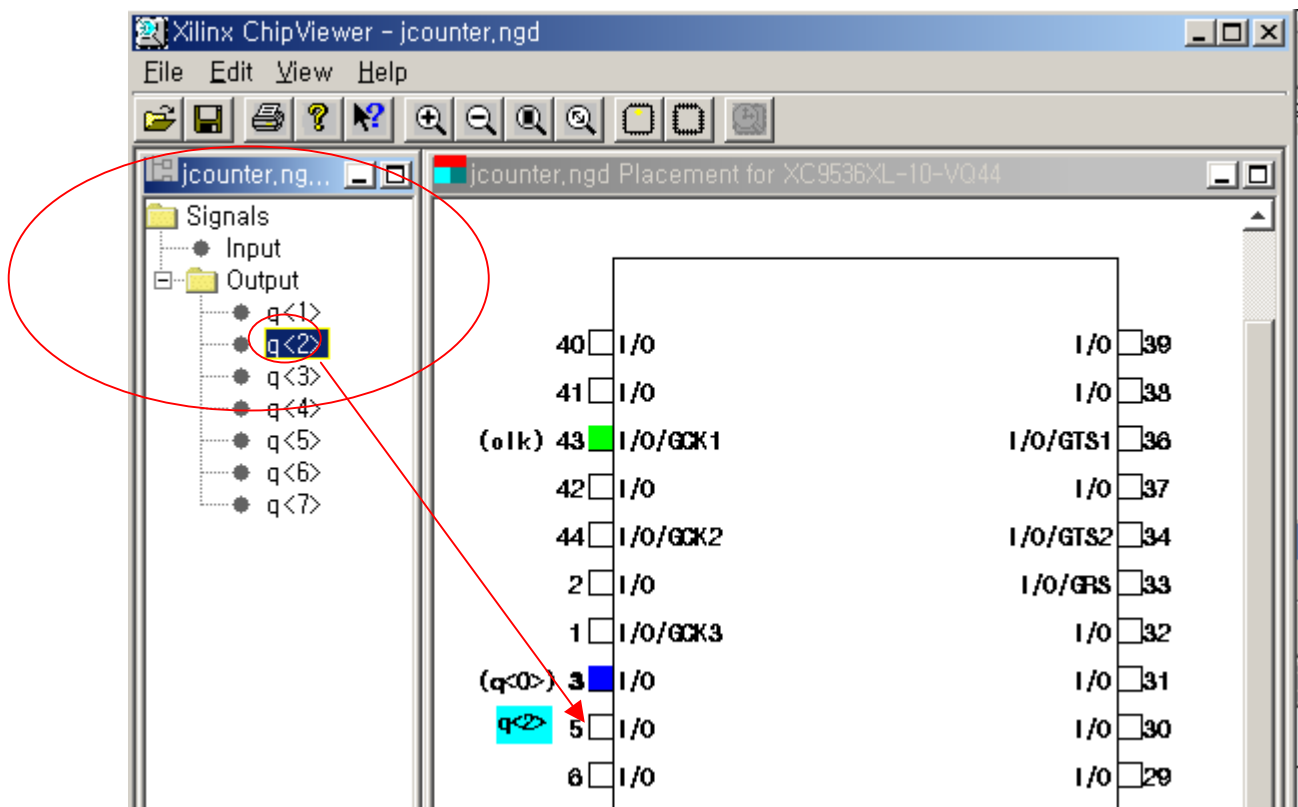 Xilinx ChipViewer - jcounter,ngd
File Edit View Help
jcounter,ng...
Signals
Input
Output
q<1>
q<2>
q<3>
q<4>
q<5>
q<6>
q<7>
jcounter,ngd Placement for XC9536XL-10-VQ44
40 I/O I/O 39
41 I/O I/O 38
(clk) 43 I/O/GCK1 I/O/GTS1 36
42 I/O I/O 37
44 I/O/GCK2 I/O/GTS2 34
2 I/O I/O/GRS 33
1 I/O/GCK3 I/O 32
(q<0>) 3 I/O I/O 31
q<2> 5 I/O I/O 30
6 I/O I/O 29